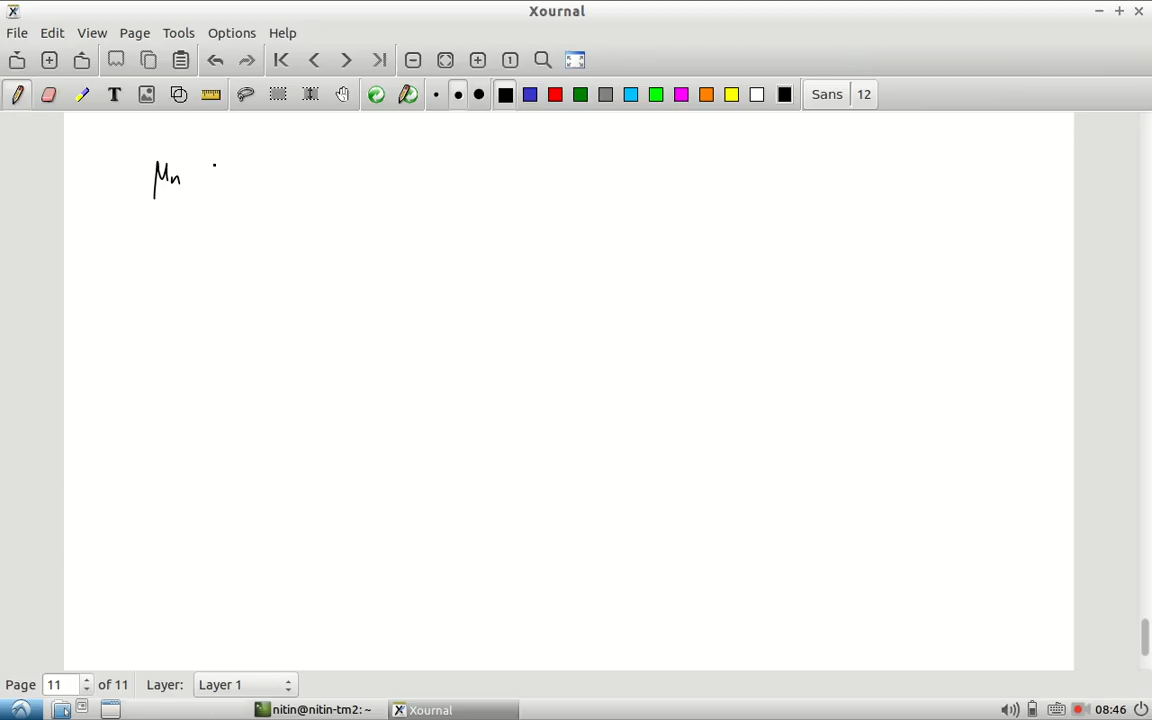 Xournal
File Edit View Page Tools Options Help
Sans 12
μn
Page 11 of 11 Layer: Layer 1
nitin@nitin-tm2: ~ Xournal 08:46